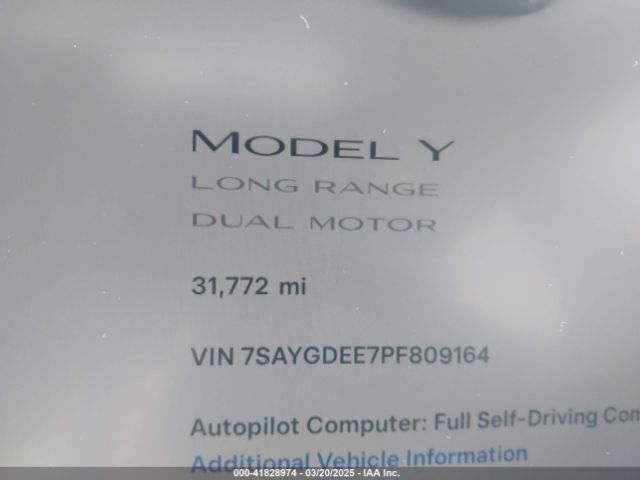 MODEL Y
LONG RANGE
DUAL MOTOR
31,772 mi
VIN 7SAYGDEE7PF809164
Autopilot Computer: Full Self-Driving Com
Additional Vehicle Information
000-41828974 | 03/20/2025 - IAA Inc.